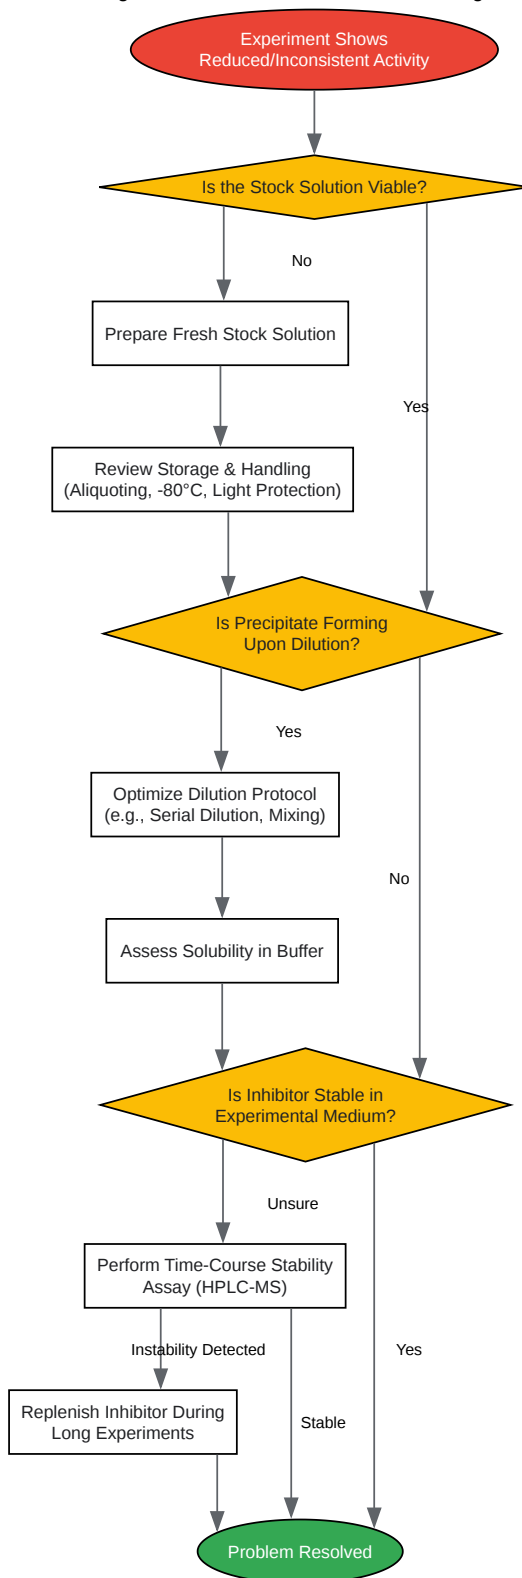 Experiment Shows
Reduced/Inconsistent Activity
Is the Stock Solution Viable?
No
Prepare Fresh Stock Solution
Yes
Review Storage & Handling
(Aliquoting, -80°C, Light Protection)
Is Precipitate Forming
Upon Dilution?
Yes
Optimize Dilution Protocol
(e.g., Serial Dilution, Mixing)
No
Assess Solubility in Buffer
Is Inhibitor Stable in
Experimental Medium?
Unsure
Perform Time-Course Stability
Assay (HPLC-MS)
Instability Detected
Yes
Replenish Inhibitor During
Long Experiments
Stable
Problem Resolved